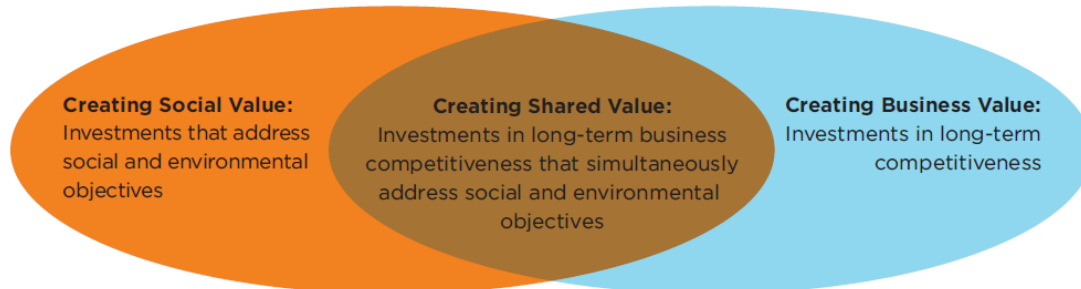 Creating Social Value:
Investments that address
social and environmental
objectives
Creating Shared Value:
Investments in long-term business
competitiveness that simultaneously
address social and environmental
objectives
Creating Business Value:
Investments in long-term
competitiveness